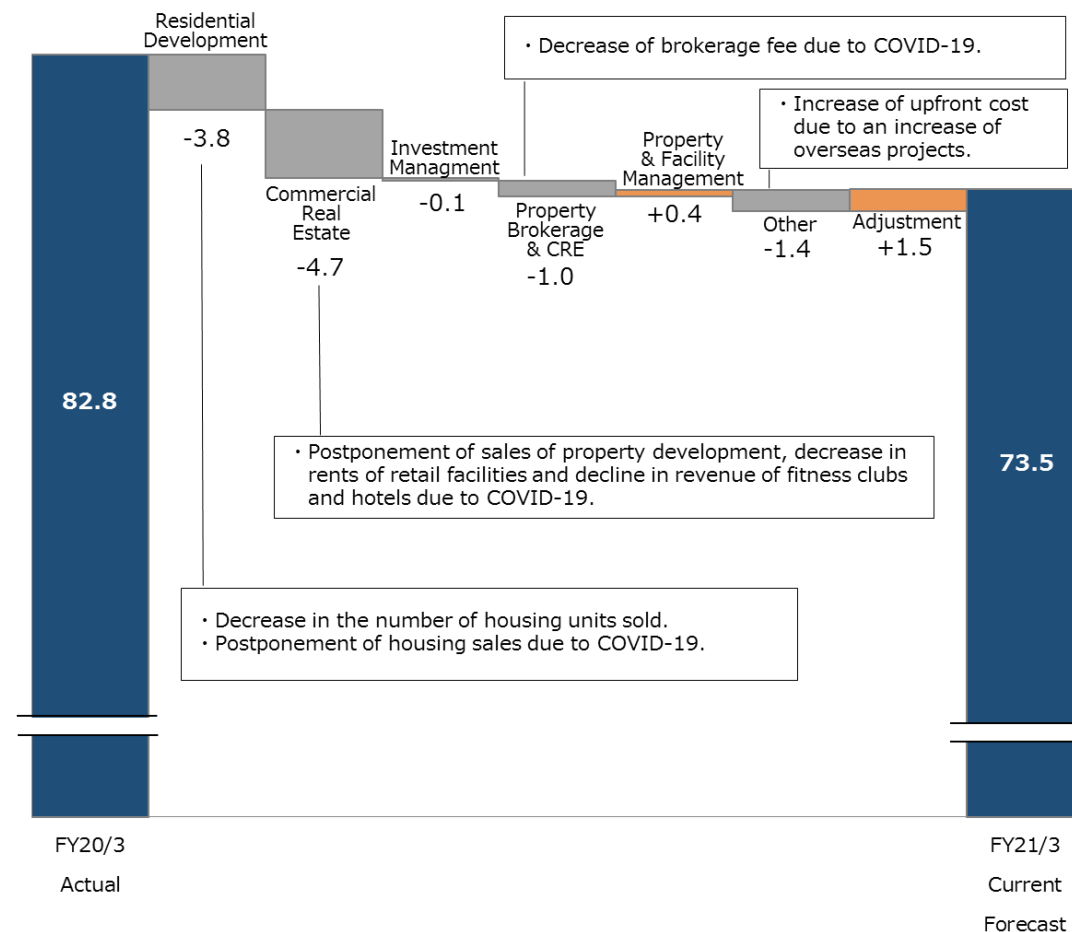 Residential
Development
-3.8
Commercial
Real
Estate
-4.7
Investment
Managment
-0.1
Property
Brokerage
& CRE
-1.0
Property
& Facility
Management
+0.4
Other
-1.4
Adjustment
+1.5
・Decrease of brokerage fee due to COVID-19.
・Increase of upfront cost
due to an increase of
overseas projects.
82.8
73.5
・Postponement of sales of property development, decrease in
rents of retail facilities and decline in revenue of fitness clubs
and hotels due to COVID-19.
・Decrease in the number of housing units sold.
・Postponement of housing sales due to COVID-19.
FY20/3
Actual
FY21/3
Current
Forecast